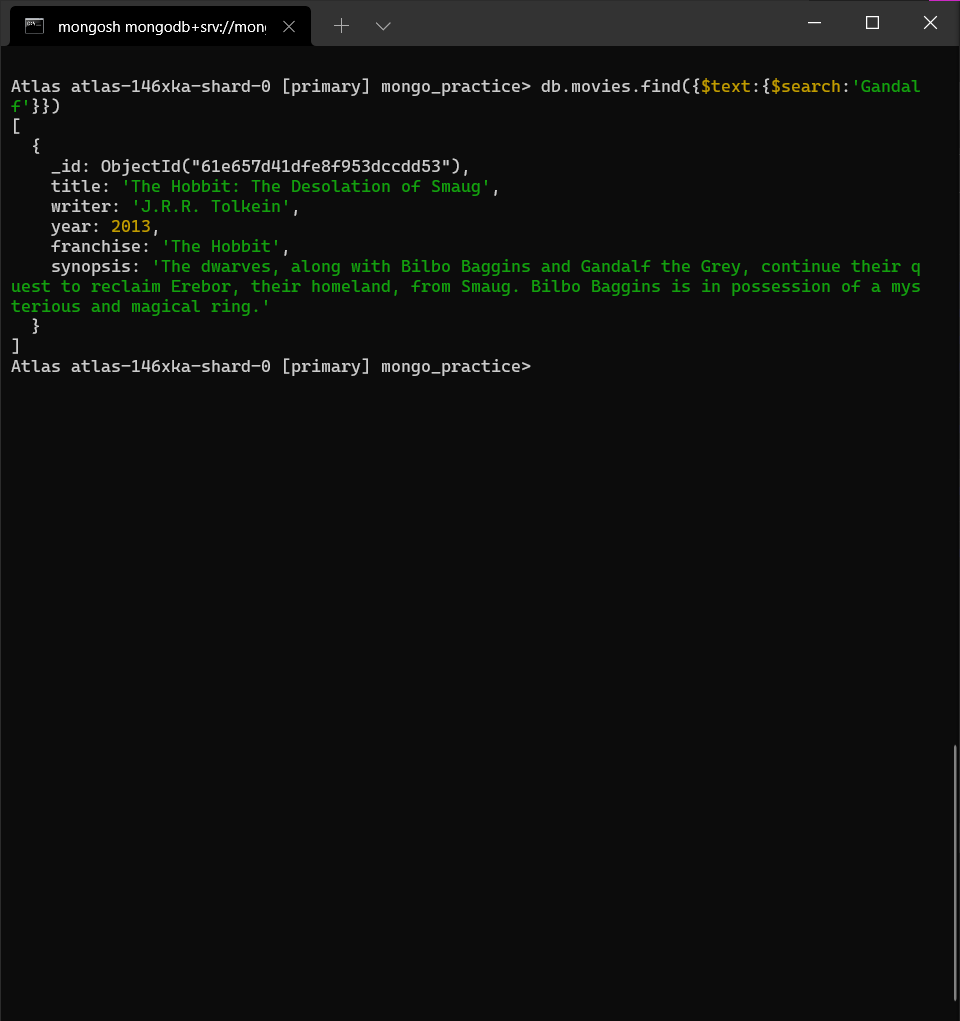 mongosh mongodb+srv://mong
Atlas atlas-146xka-shard-0 [primary] mongo_practice> db.movies.find({$text:{$search:'Gandal
f'}})
[
  {
    _id: ObjectId("61e657d41dfe8f953dccdd53"),
    title: 'The Hobbit: The Desolation of Smaug',
    writer: 'J.R.R. Tolkein',
    year: 2013,
    franchise: 'The Hobbit',
    synopsis: 'The dwarves, along with Bilbo Baggins and Gandalf the Grey, continue their q
uest to reclaim Erebor, their homeland, from Smaug. Bilbo Baggins is in possession of a mys
terious and magical ring.'
  }
]
Atlas atlas-146xka-shard-0 [primary] mongo_practice>